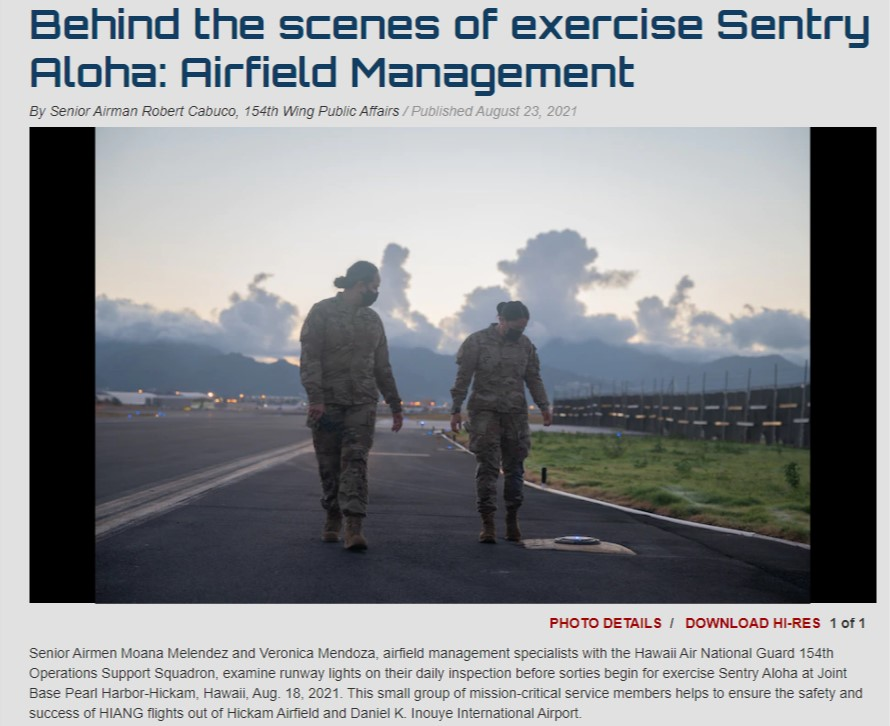 Behind the scenes of exercise Sentry
Aloha: Airfield Management
By Senior Airman Robert Cabuco, 154th Wing Public Affairs / Published August 23, 2021
PHOTO DETAILS / DOWNLOAD HI-RES 1 of 1
Senior Airmen Moana Melendez and Veronica Mendoza, airfield management specialists with the Hawaii Air National Guard 154th
Operations Support Squadron, examine runway lights on their daily inspection before sorties begin for exercise Sentry Aloha at Joint
Base Pearl Harbor-Hickam, Hawaii, Aug. 18, 2021. This small group of mission-critical service members helps to ensure the safety and
success of HIANG flights out of Hickam Airfield and Daniel K. Inouye International Airport.